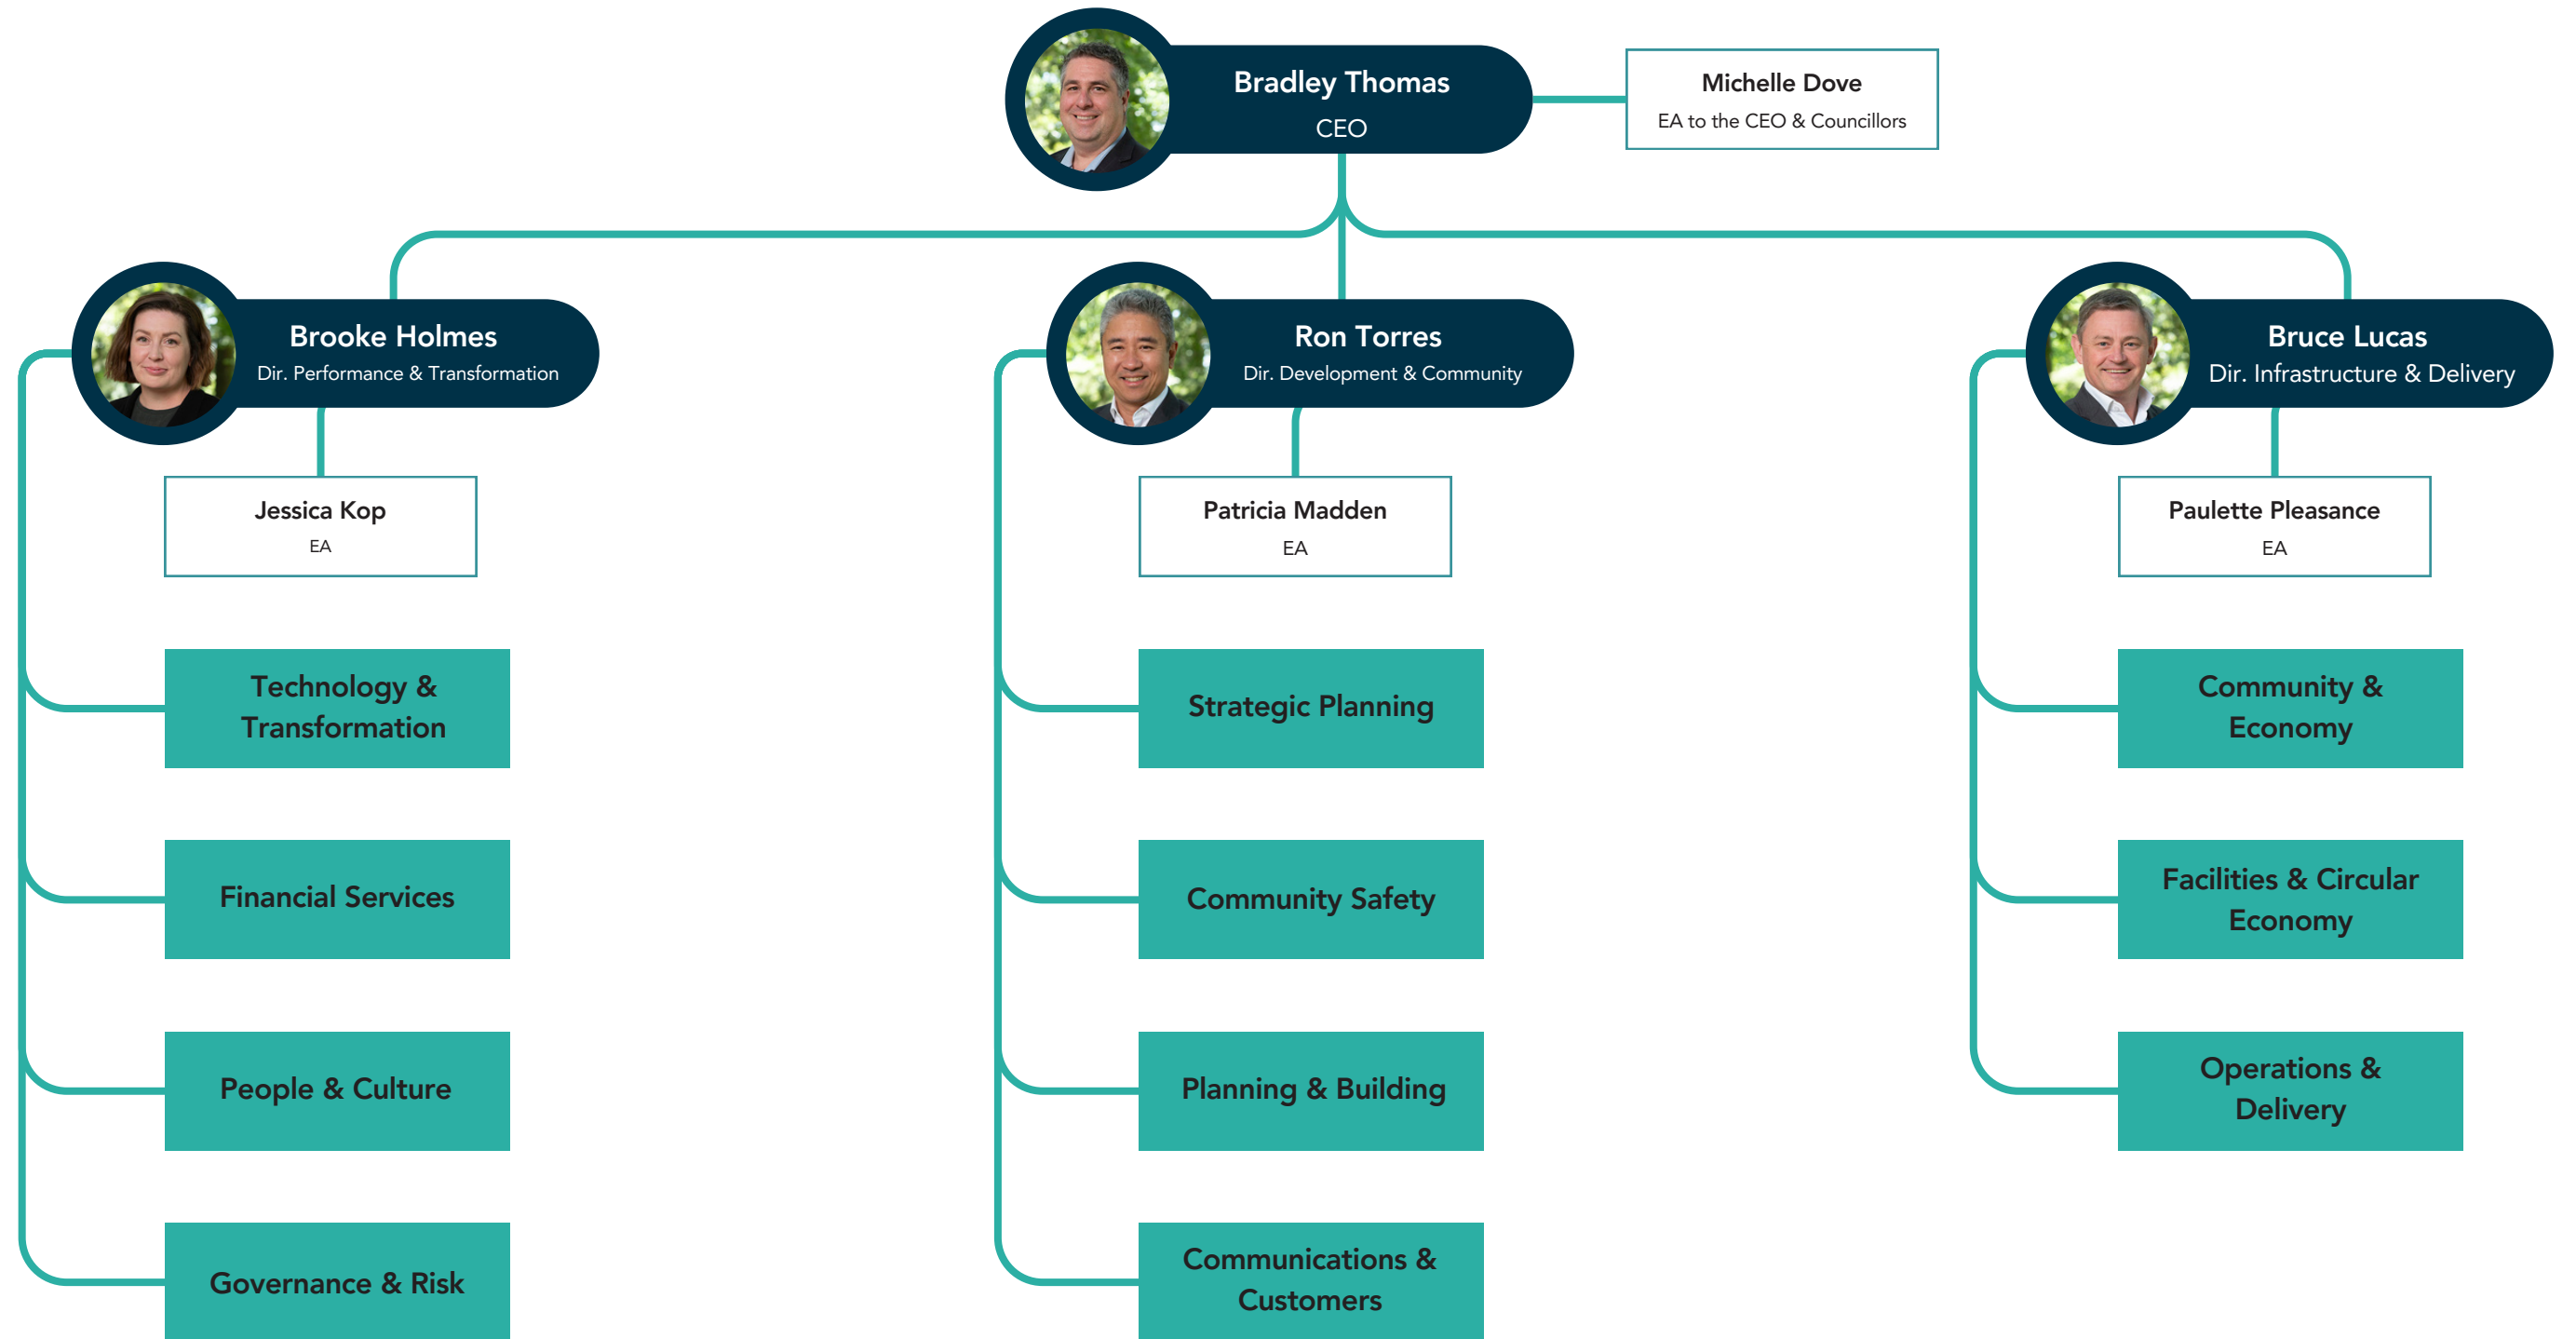 Bradley Thomas
CEO
Michelle Dove
EA to the CEO & Councillors
Brooke Holmes
Dir. Performance & Transformation
Jessica Kop
EA
Technology &
Transformation
Financial Services
People & Culture
Governance & Risk
Ron Torres
Dir. Development & Community
Patricia Madden
EA
Strategic Planning
Community Safety
Planning & Building
Communications &
Customers
Bruce Lucas
Dir. Infrastructure & Delivery
Paulette Pleasance
EA
Community &
Economy
Facilities & Circular
Economy
Operations &
Delivery